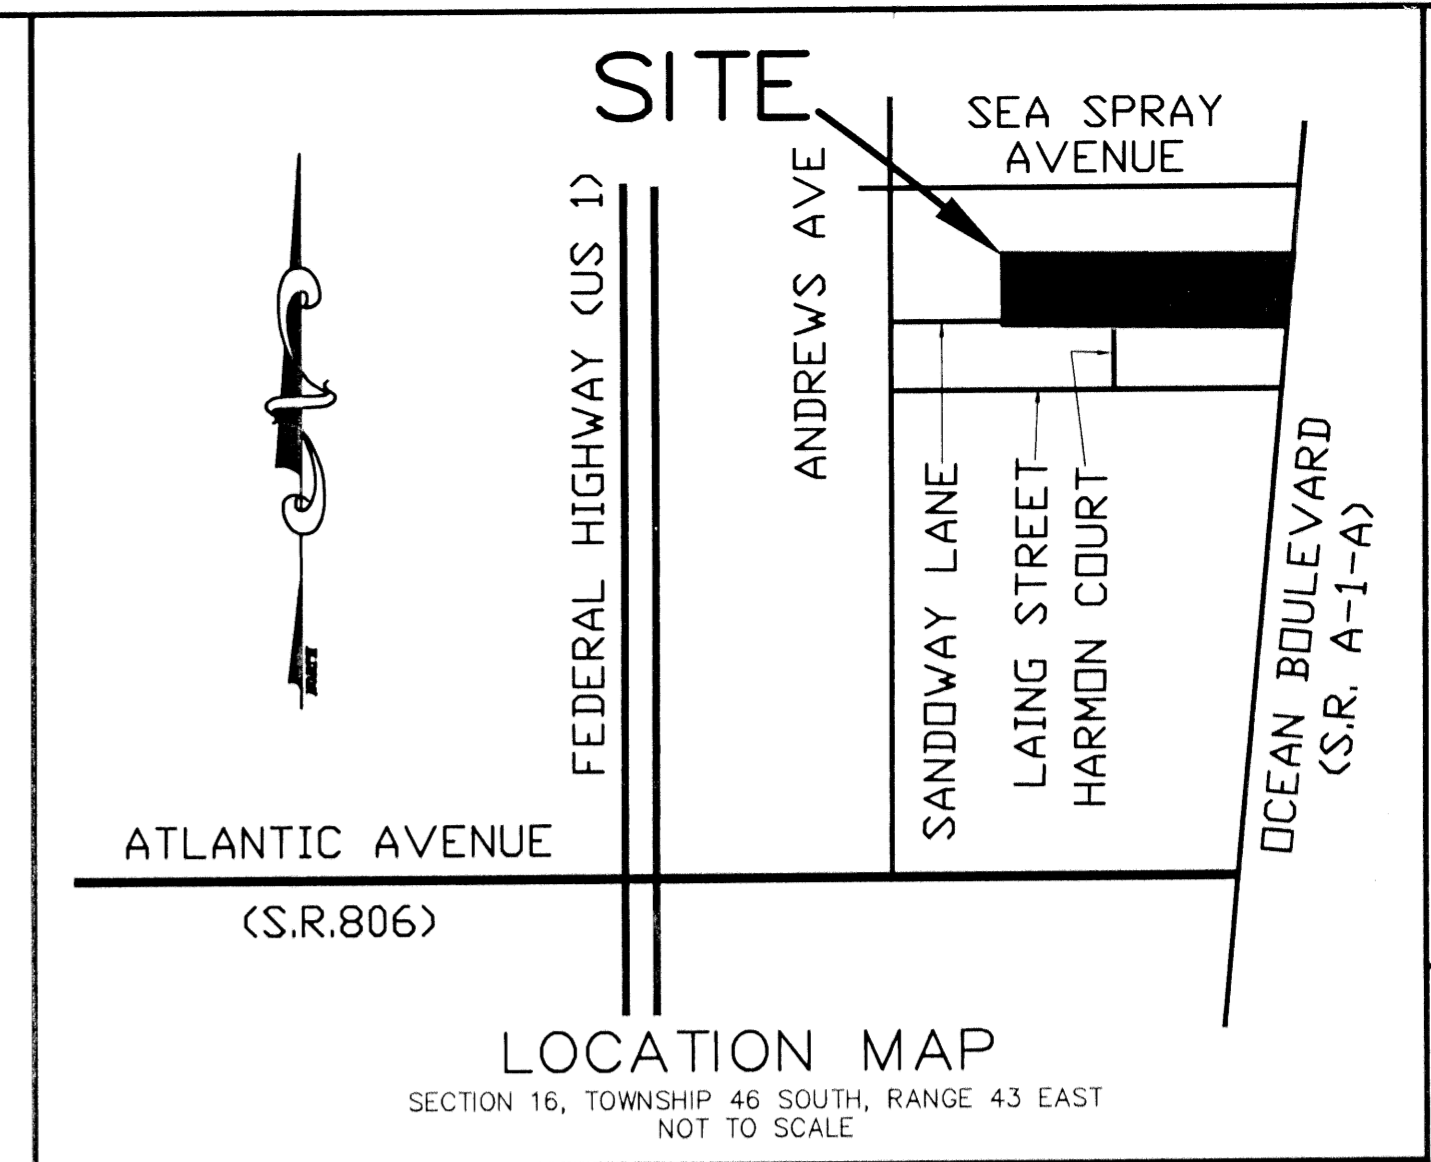 SITE
SEA SPRAY
AVENUE
ANDREWS AVE
FEDERAL HIGHWAY (US 1)
SANDOWAY LANE
LAING STREET
HARMON COURT
OCEAN BOULEVARD
(S.R. A-1-A)
ATLANTIC AVENUE
(S.R.806)
LOCATION MAP
SECTION 16, TOWNSHIP 46 SOUTH, RANGE 43 EAST
NOT TO SCALE